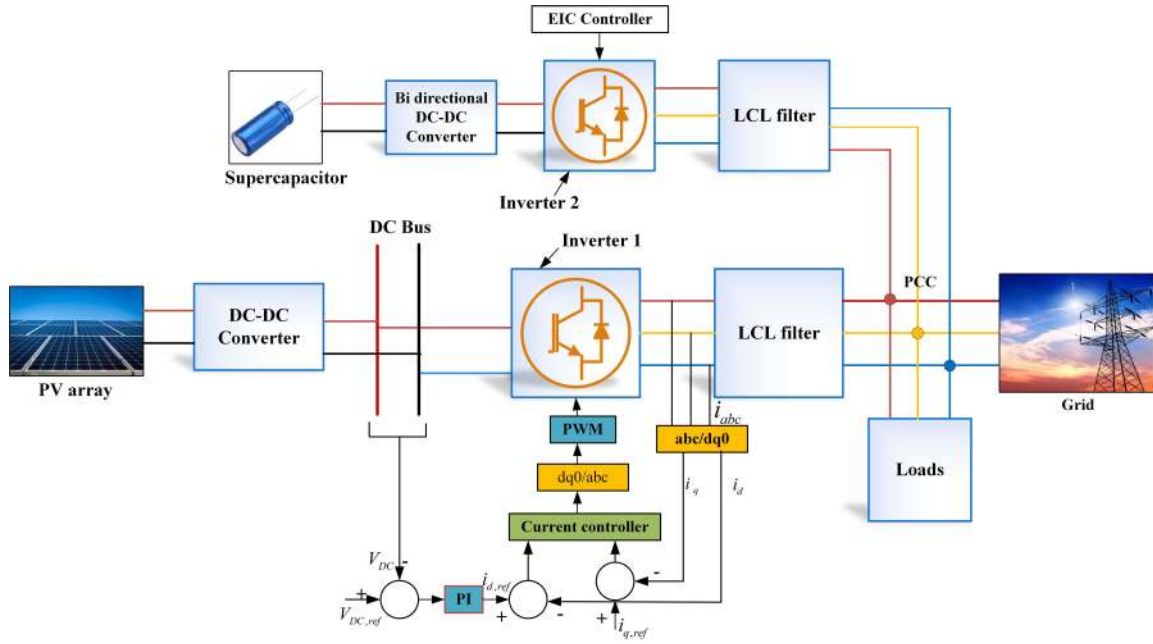 EIC Controller
Bi directional
DC-DC
Converter
LCL filter
Supercapacitor
Inverter 2
DC Bus
Inverter 1
PCC
DC-DC
Converter
LCL filter
PV array
Grid
i_abc
PWM
abc/dq0
dq0/abc
i_q
i_d
Loads
Current controller
V_DC
-
i_d,ref
-
+
PI
+
-
+
V_DC,ref
i_q,ref